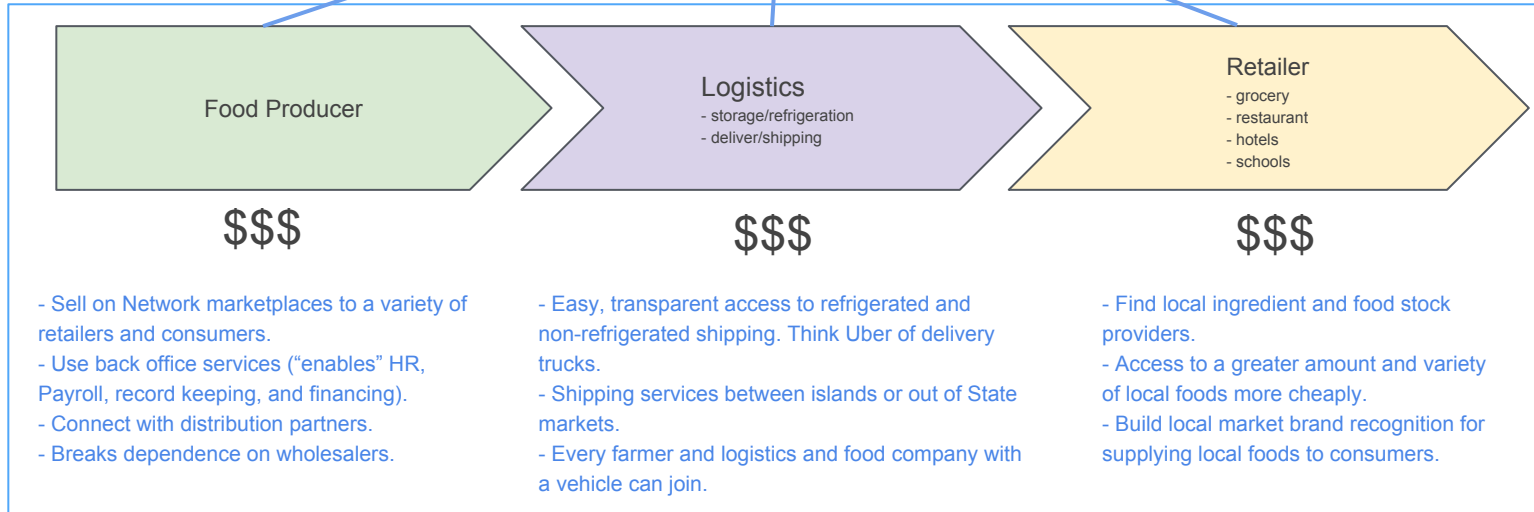 Food Producer
Logistics
- storage/refrigeration
- deliver/shipping
Retailer
- grocery
- restaurant
- hotels
- schools
$$$
$$$
$$$
- Sell on Network marketplaces to a variety of
retailers and consumers.
- Use back office services (“enables” HR,
Payroll, record keeping, and financing).
- Connect with distribution partners.
- Breaks dependence on wholesalers.
- Easy, transparent access to refrigerated and
non-refrigerated shipping. Think Uber of delivery
trucks.
- Shipping services between islands or out of State
markets.
- Every farmer and logistics and food company with
a vehicle can join.
- Find local ingredient and food stock
providers.
- Access to a greater amount and variety
of local foods more cheaply.
- Build local market brand recognition for
supplying local foods to consumers.